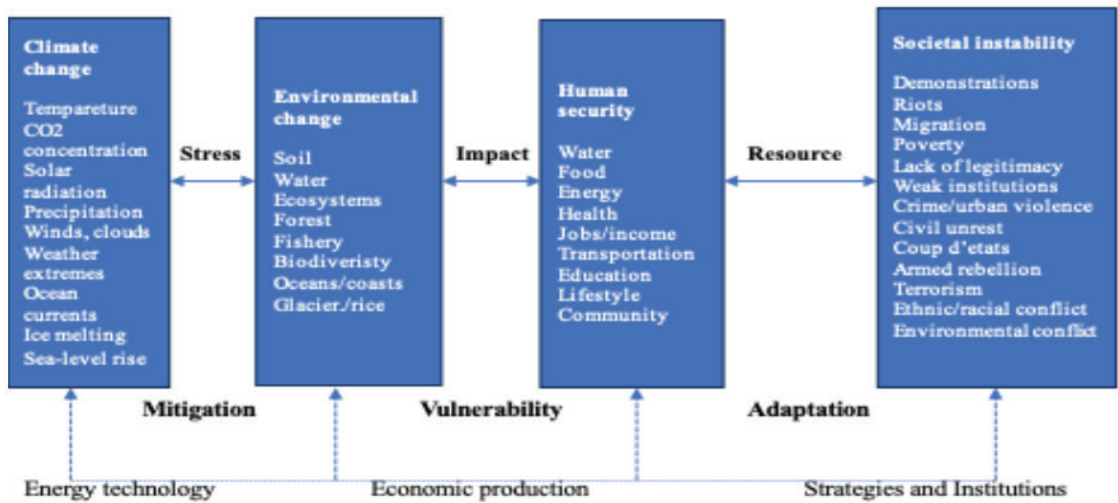 Climate
change
Tempareture
CO2
concentration
Solar
radiation
Precipitation
Winds, clouds
Weather
extremes
Ocean
currents
Ice melting
Sea-level rise
Stress
Environmental
change
Soil
Water
Ecosystems
Forest
Fishery
Biodiveristy
Oceans/coasts
Glacier./rice
Impact
Human
security
Water
Food
Energy
Health
Jobs/income
Transportation
Education
Lifestyle
Community
Resource
Societal instability
Demonstrations
Riots
Migration
Poverty
Lack of legitimacy
Weak institutions
Crime/urban violence
Civil unrest
Coup d'etats
Armed rebellion
Terrorism
Ethnic/racial conflict
Environmental conflict
Mitigation
Vulnerability
Adaptation
Energy technology
Economic production
Strategies and Institutions